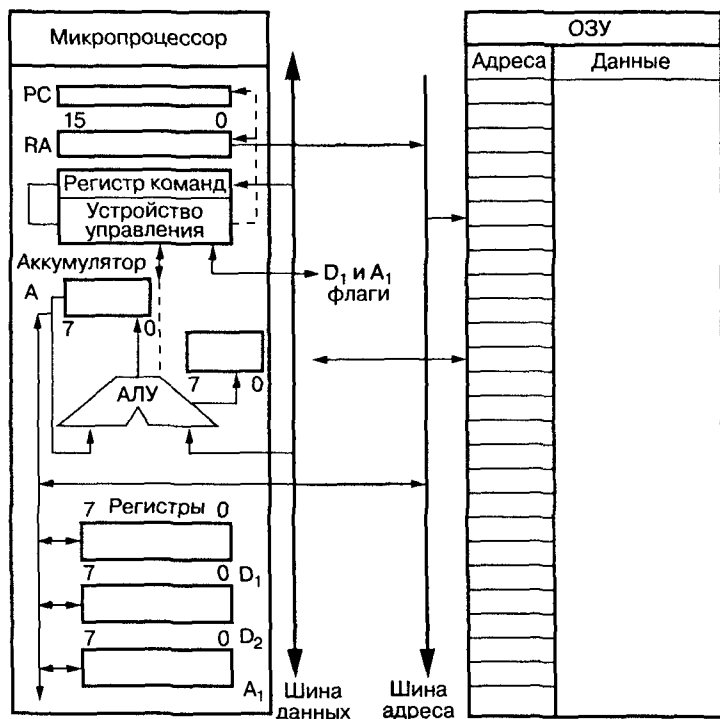 Микропроцессор
ОЗУ
Адреса
Данные
PC
15 0
RA
Регистр команд
Устройство
управления
D₁ и A₁
флаги
Аккумулятор
A
7 0
7 0
АЛУ
7 Регистры 0
7 0 D₁
7 0 D₂
A₁
Шина
данных
Шина
адреса